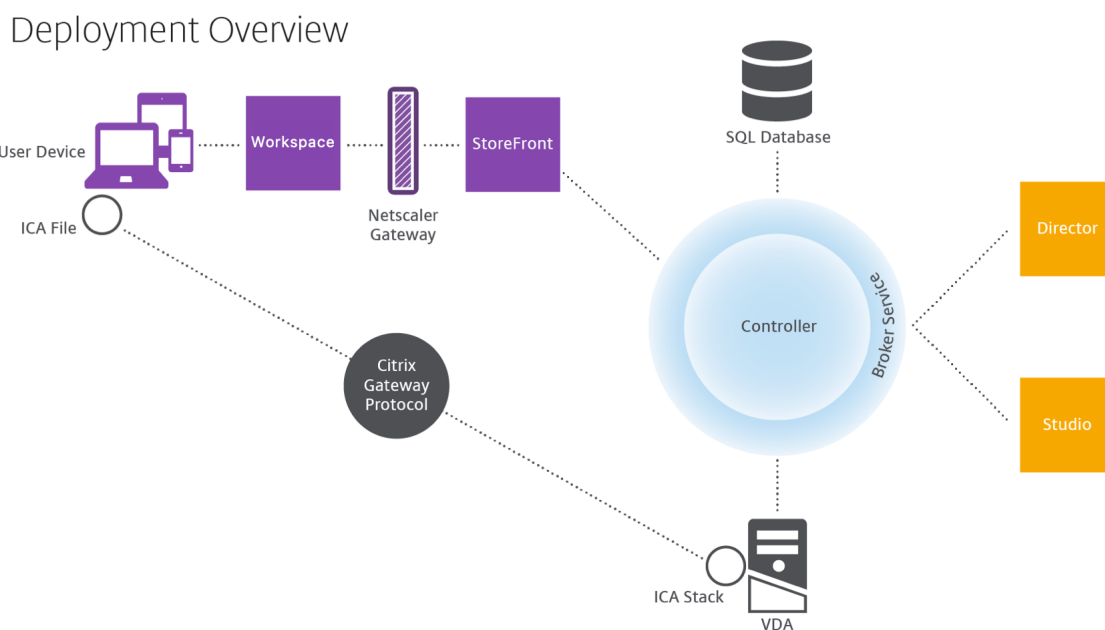 Deployment Overview
SQL Database
User Device
Workspace
StoreFront
Netscaler
Gateway
ICA File
Director
Controller
Broker Service
Citrix
Gateway
Protocol
Studio
ICA Stack
VDA